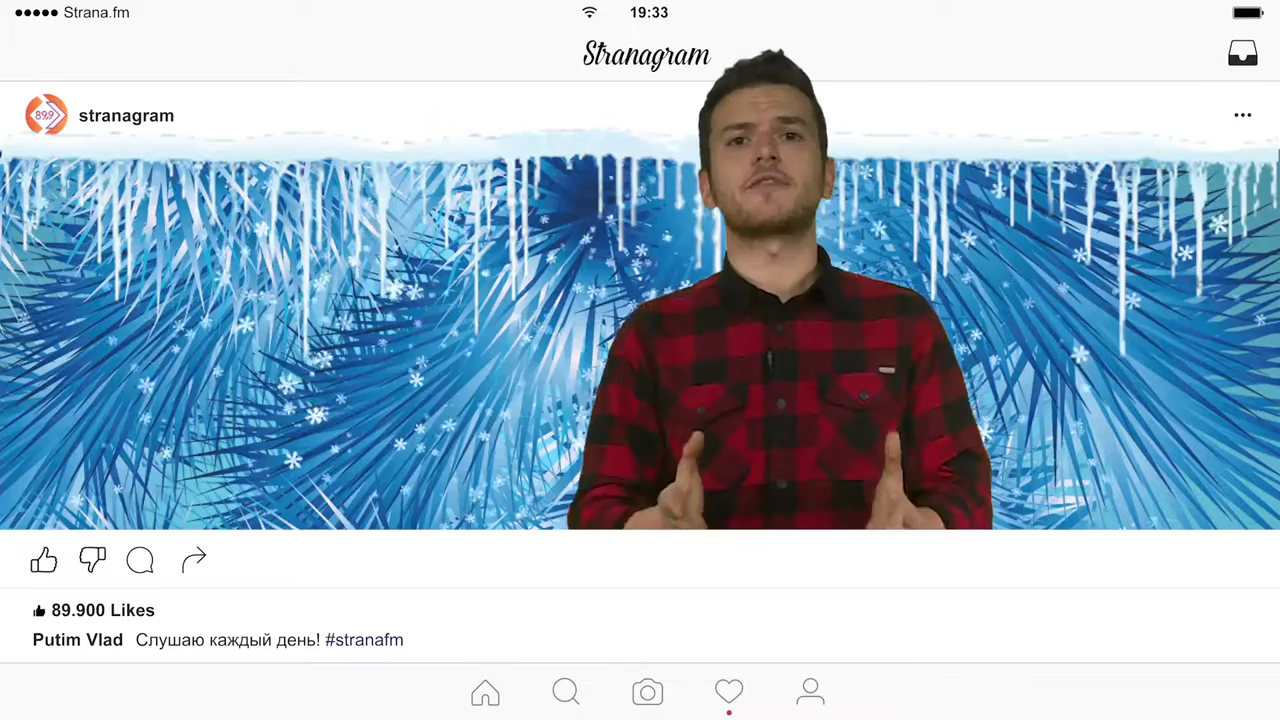 Strana.fm
19:33
Stranagram
89.9
stranagram
89.900 Likes
Putim Vlad Слушаю каждый день! #stranafm